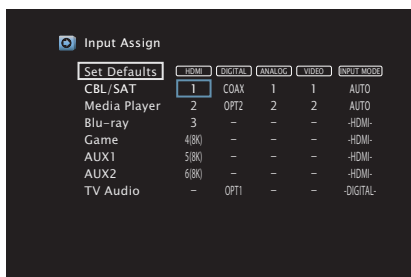 Input Assign
Set Defaults HDMI DIGITAL ANALOG VIDEO INPUT MODE
CBL/SAT 1 COAX 1 1 AUTO
Media Player 2 OPT2 2 2 AUTO
Blu-ray 3 – – – -HDMI-
Game 4(8K) – – – -HDMI-
AUX1 5(8K) – – – -HDMI-
AUX2 6(8K) – – – -HDMI-
TV Audio – OPT1 – – -DIGITAL-